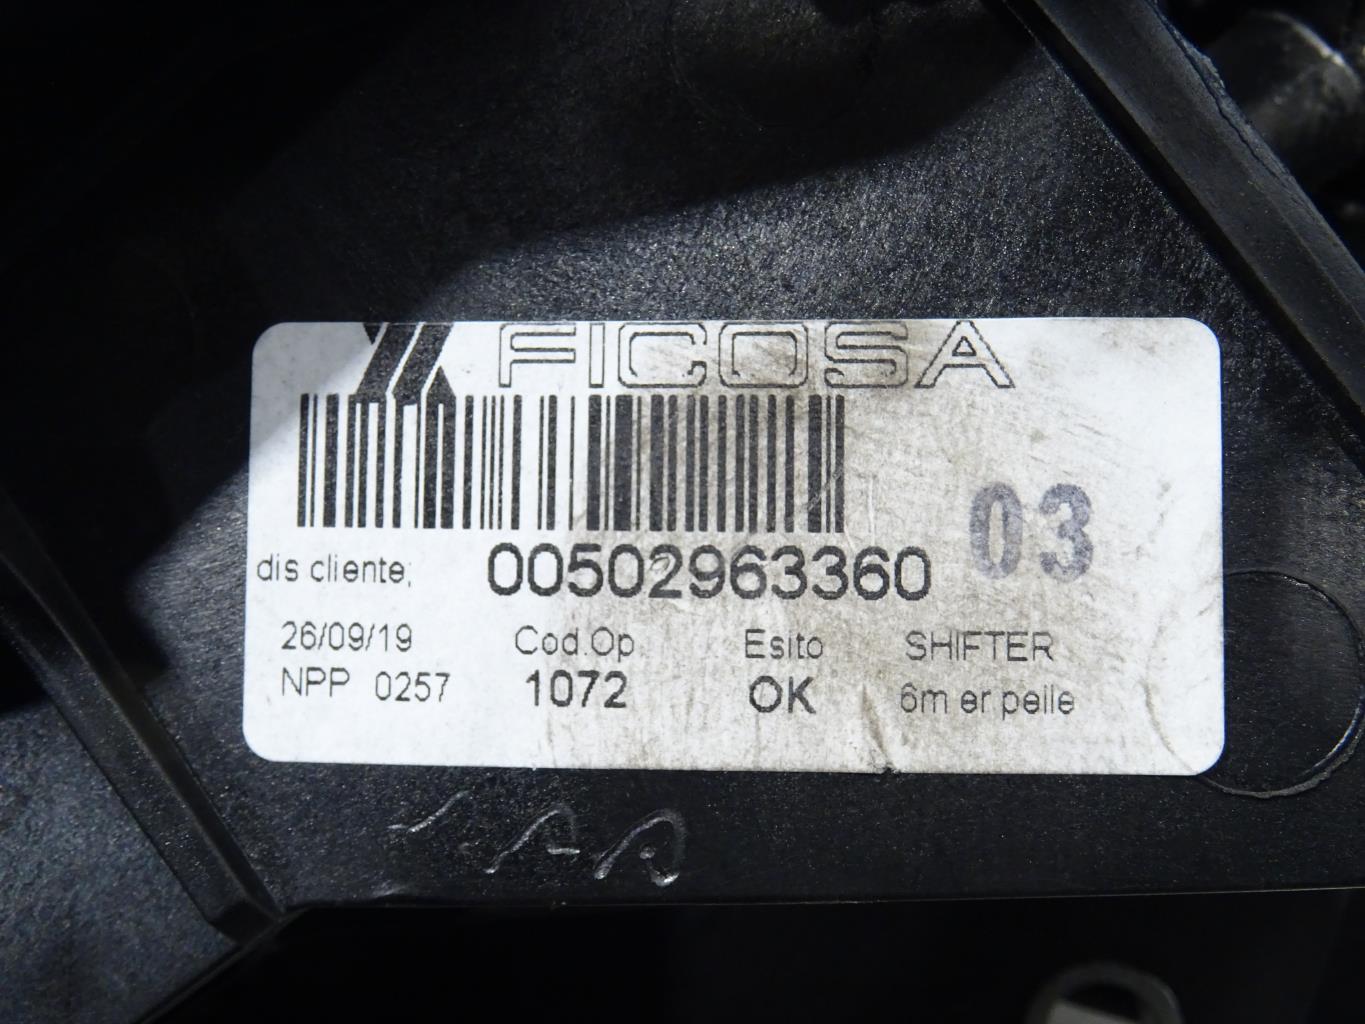 FICOSA
03
dis cliente; 00502963360
26/09/19 Cod.Op Esito SHIFTER
NPP 0257 1072 OK 6m er pelle